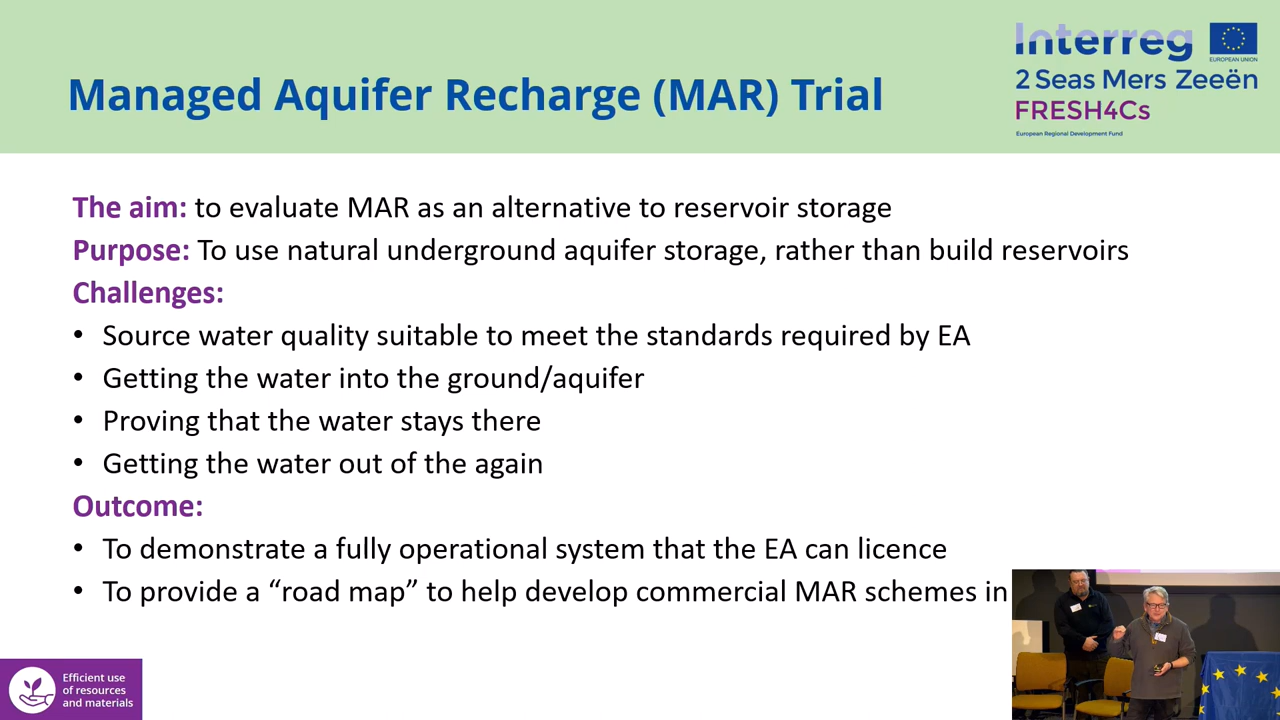 Managed Aquifer Recharge (MAR) Trial
Interreg
EUROPEAN UNION
2 Seas Mers Zeeën
FRESH4Cs
European Regional Development Fund
The aim: to evaluate MAR as an alternative to reservoir storage
Purpose: To use natural underground aquifer storage, rather than build reservoirs
Challenges:
• Source water quality suitable to meet the standards required by EA
• Getting the water into the ground/aquifer
• Proving that the water stays there
• Getting the water out of the again
Outcome:
• To demonstrate a fully operational system that the EA can licence
• To provide a “road map” to help develop commercial MAR schemes in
Efficient use
of resources
and materials